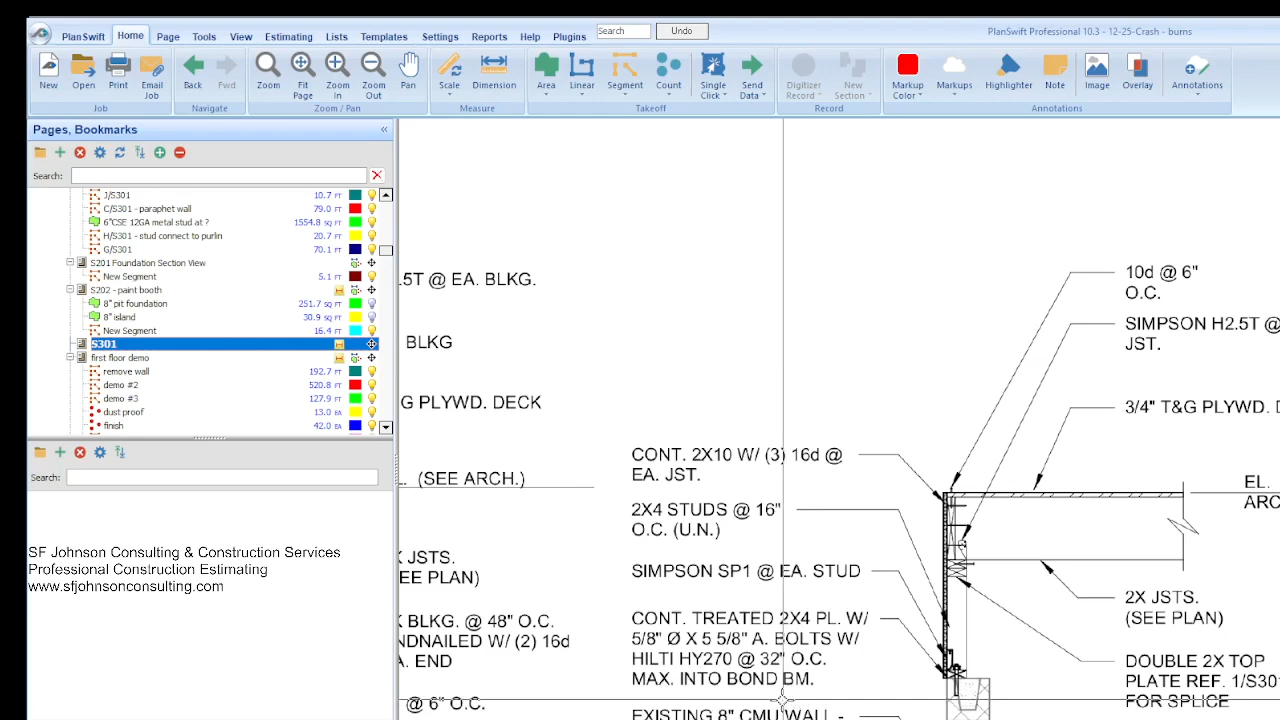 PlanSwift Home Page Tools View Estimating Lists Templates Settings Reports Help Plugins Search Undo PlanSwift Professional 10.3 - 12-25-Crash - burns
New Open Print Email Job Back Fwd Zoom Fit Page Zoom In Zoom Out Pan Scale Dimension Area Linear Segment Count Single Click Send Data Digitizer Record New Section Markup Color Markups Highlighter Note Image Overlay Annotations
Job Navigate Zoom / Pan Measure Takeoff Record Annotations
Pages, Bookmarks
Search:
J/S301 10.7 FT
C/S301 - paraphet wall 79.0 FT
6"CSE 12GA metal stud at ? 1554.8 SQ FT
H/S301 - stud connect to purlin 20.7 FT
G/S301 70.1 FT
S201 Foundation Section View
New Segment 5.1 FT
S202 - paint booth
8" pit foundation 251.7 SQ FT
8" island 30.9 SQ FT
New Segment 16.4 FT
S301
first floor demo
remove wall 192.7 FT
demo #2 520.8 FT
demo #3 127.9 FT
dust proof 13.0 EA
finish 42.0 EA
Search:
SF Johnson Consulting & Construction Services
Professional Construction Estimating
www.sfjohnsonconsulting.com
.5T @ EA. BLKG.
BLKG
G PLYWD. DECK
(SEE ARCH.)
JSTS.
(SEE PLAN)
BLKG. @ 48" O.C.
NDNAILED W/ (2) 16d
END
@ 6" O.C.
CONT. 2X10 W/ (3) 16d @
EA. JST.
2X4 STUDS @ 16"
O.C. (U.N.)
SIMPSON SP1 @ EA. STUD
CONT. TREATED 2X4 PL. W/
5/8" Ø X 5 5/8" A. BOLTS W/
HILTI HY270 @ 32" O.C.
MAX. INTO BOND BM.
EXISTING 8" CMU WALL -
10d @ 6"
O.C.
SIMPSON H2.5T @
JST.
3/4" T&G PLYWD. D
EL.
ARC
2X JSTS.
(SEE PLAN)
DOUBLE 2X TOP
PLATE REF. 1/S301
FOR SPLICE